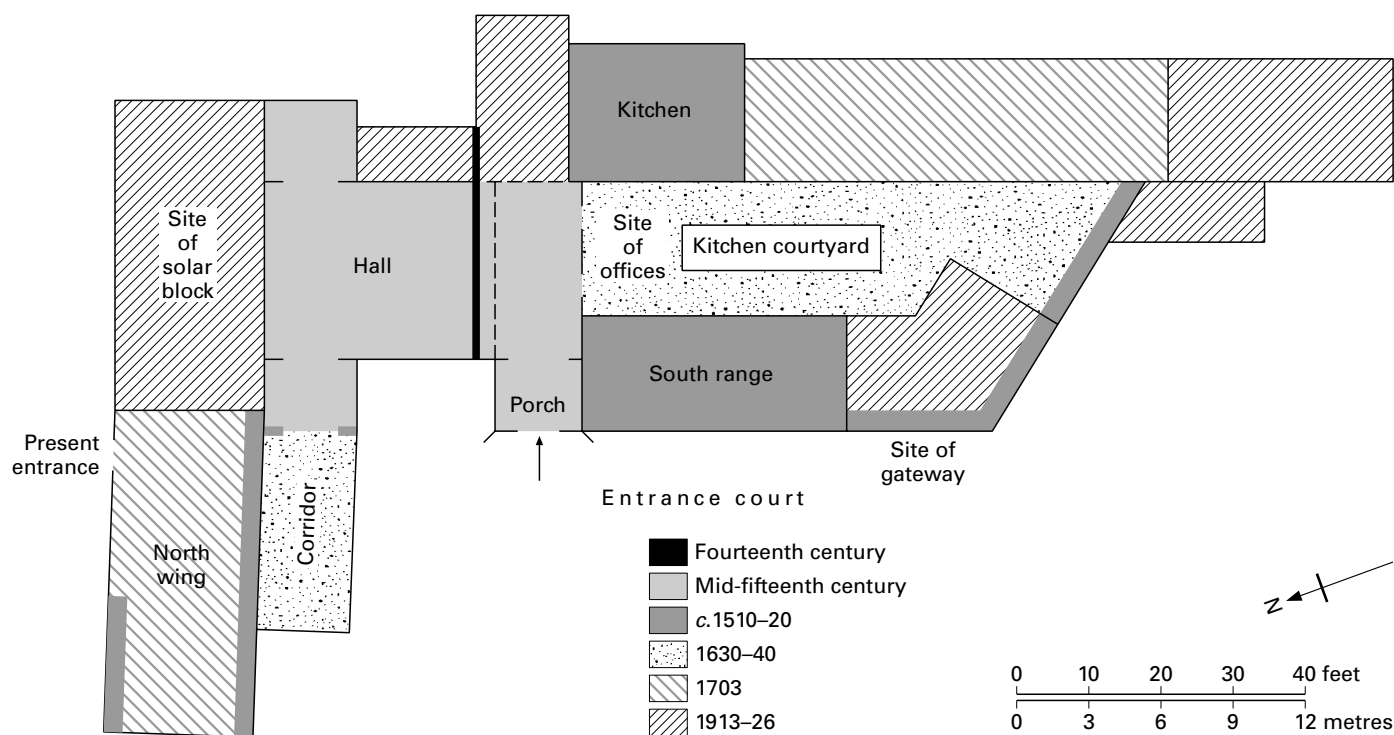 Kitchen
Site
of
solar
block
Hall
Site
of
offices
Kitchen courtyard
South range
Porch
Present
entrance
Site of
gateway
Entrance court
Corridor
North
wing
Fourteenth century
Mid-fifteenth century
c.1510–20
1630–40
1703
1913–26
N
0 10 20 30 40 feet
0 3 6 9 12 metres